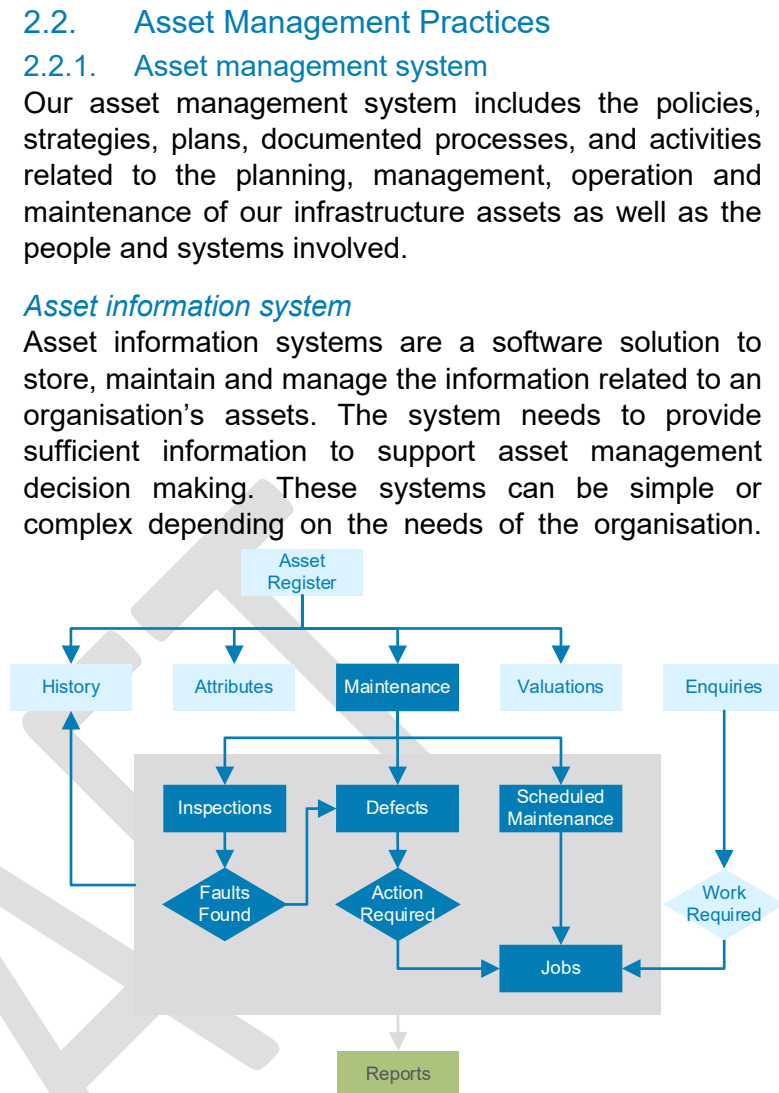 2.2. Asset Management Practices
2.2.1. Asset management system
Our asset management system includes the policies,
strategies, plans, documented processes, and activities
related to the planning, management, operation and
maintenance of our infrastructure assets as well as the
people and systems involved.
Asset information system
Asset information systems are a software solution to
store, maintain and manage the information related to an
organisation’s assets. The system needs to provide
sufficient information to support asset management
decision making. These systems can be simple or
complex depending on the needs of the organisation.
Asset
Register
History
Attributes
Maintenance
Valuations
Enquiries
Inspections
Defects
Scheduled
Maintenance
Faults
Found
Action
Required
Work
Required
Jobs
Reports